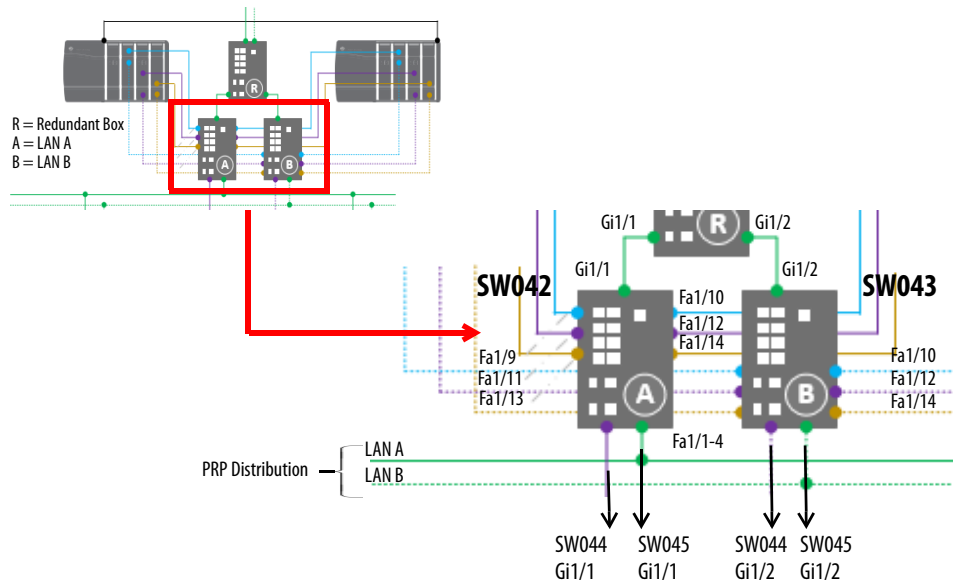 R
R = Redundant Box
A = LAN A
B = LAN B
A
B
Gi1/1
R
Gi1/2
Gi1/1
Gi1/2
SW042
SW043
Fa1/10
Fa1/12
Fa1/14
Fa1/9
Fa1/11
Fa1/13
Fa1/10
Fa1/12
Fa1/14
A
B
Fa1/1-4
LAN A
PRP Distribution
LAN B
SW044
Gi1/1
SW045
Gi1/1
SW044
Gi1/2
SW045
Gi1/2